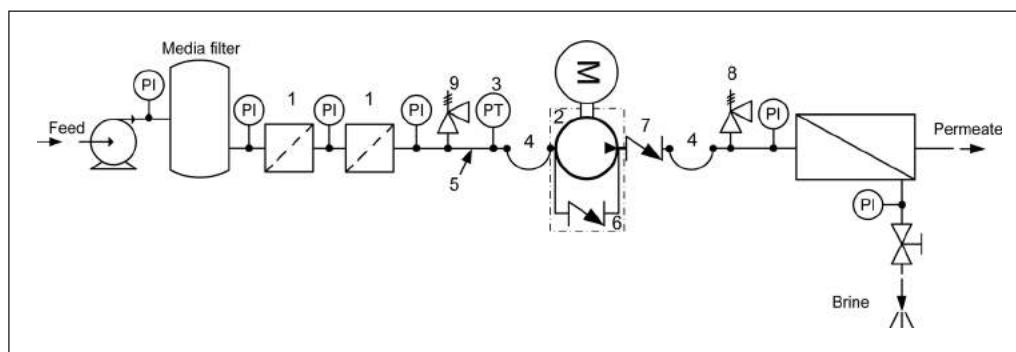 Media filter
Feed
PI
PI
1
PI
1
PI
9
3
PT
4
5
M
2
6
7
4
8
PI
Permeate
PI
Brine